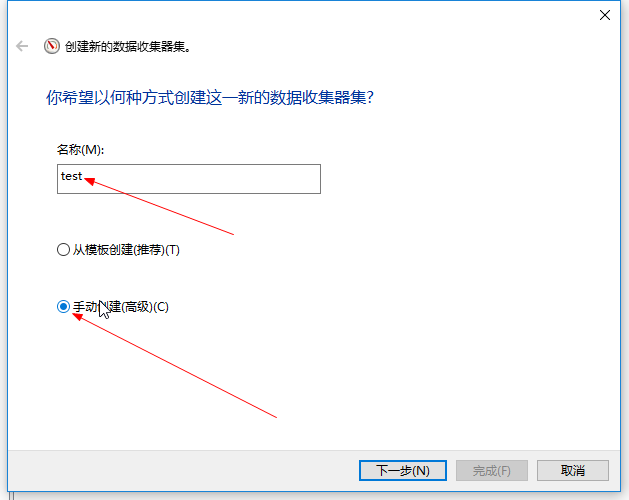 创建新的数据收集器集。
你希望以何种方式创建这一新的数据收集器集?
名称(M):
test
从模板创建(推荐)(T)
手动创建(高级)(C)
下一步(N)
完成(F)
取消